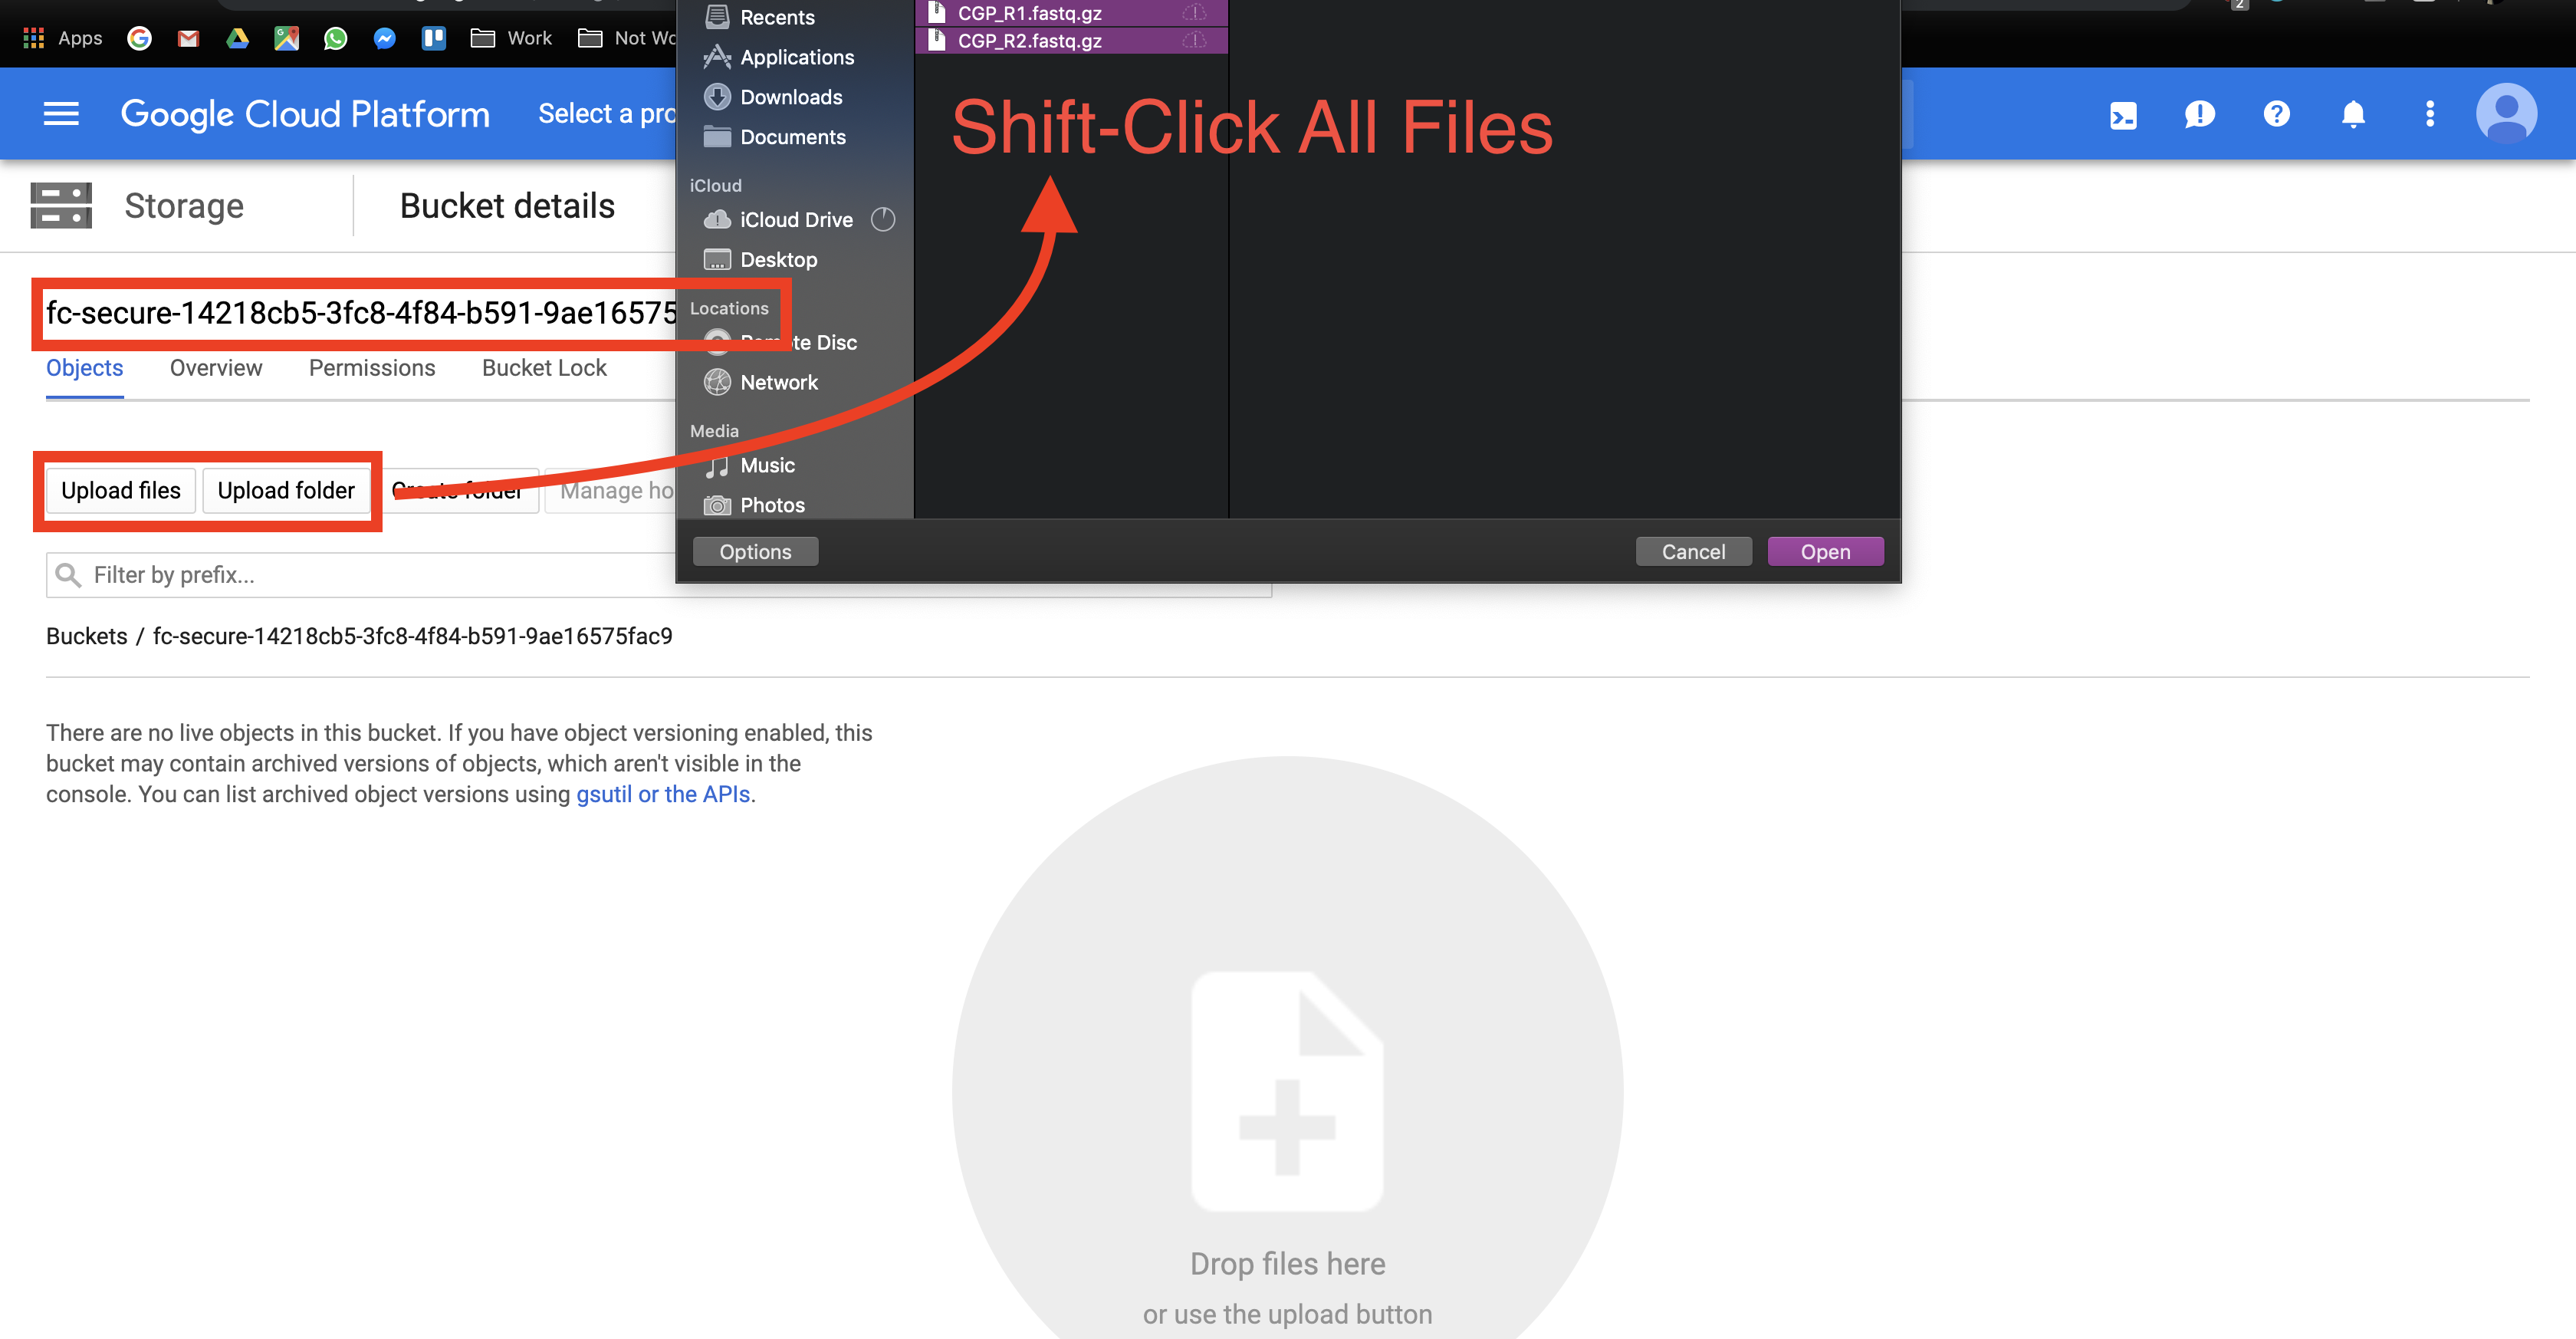 2
Apps
Work
Not Wo
Google Cloud Platform
Select a pro
Storage
Bucket details
fc-secure-14218cb5-3fc8-4f84-b591-9ae16575
Objects
Overview
Permissions
Bucket Lock
Upload files
Upload folder
Create folder
Manage ho
Filter by prefix...
Buckets / fc-secure-14218cb5-3fc8-4f84-b591-9ae16575fac9
There are no live objects in this bucket. If you have object versioning enabled, this
bucket may contain archived versions of objects, which aren't visible in the
console. You can list archived object versions using gsutil or the APIs.
Recents
Applications
Downloads
Documents
iCloud
iCloud Drive
Desktop
Locations
Remote Disc
Network
Media
Music
Photos
CGP_R1.fastq.gz
CGP_R2.fastq.gz
Shift-Click All Files
Options
Cancel
Open
Drop files here
or use the upload button